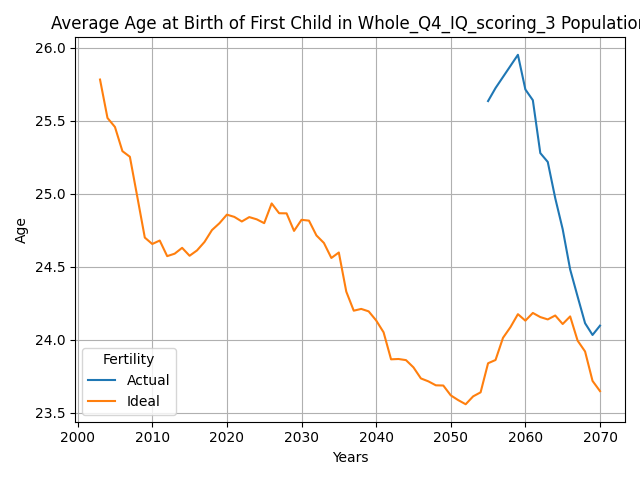 Average Age at Birth of First Child in Whole_Q4_IQ_scoring_3 Population
26.0
25.5
25.0
24.5
24.0
23.5
Age
Fertility
Actual
Ideal
2000 2010 2020 2030 2040 2050 2060 2070
Years